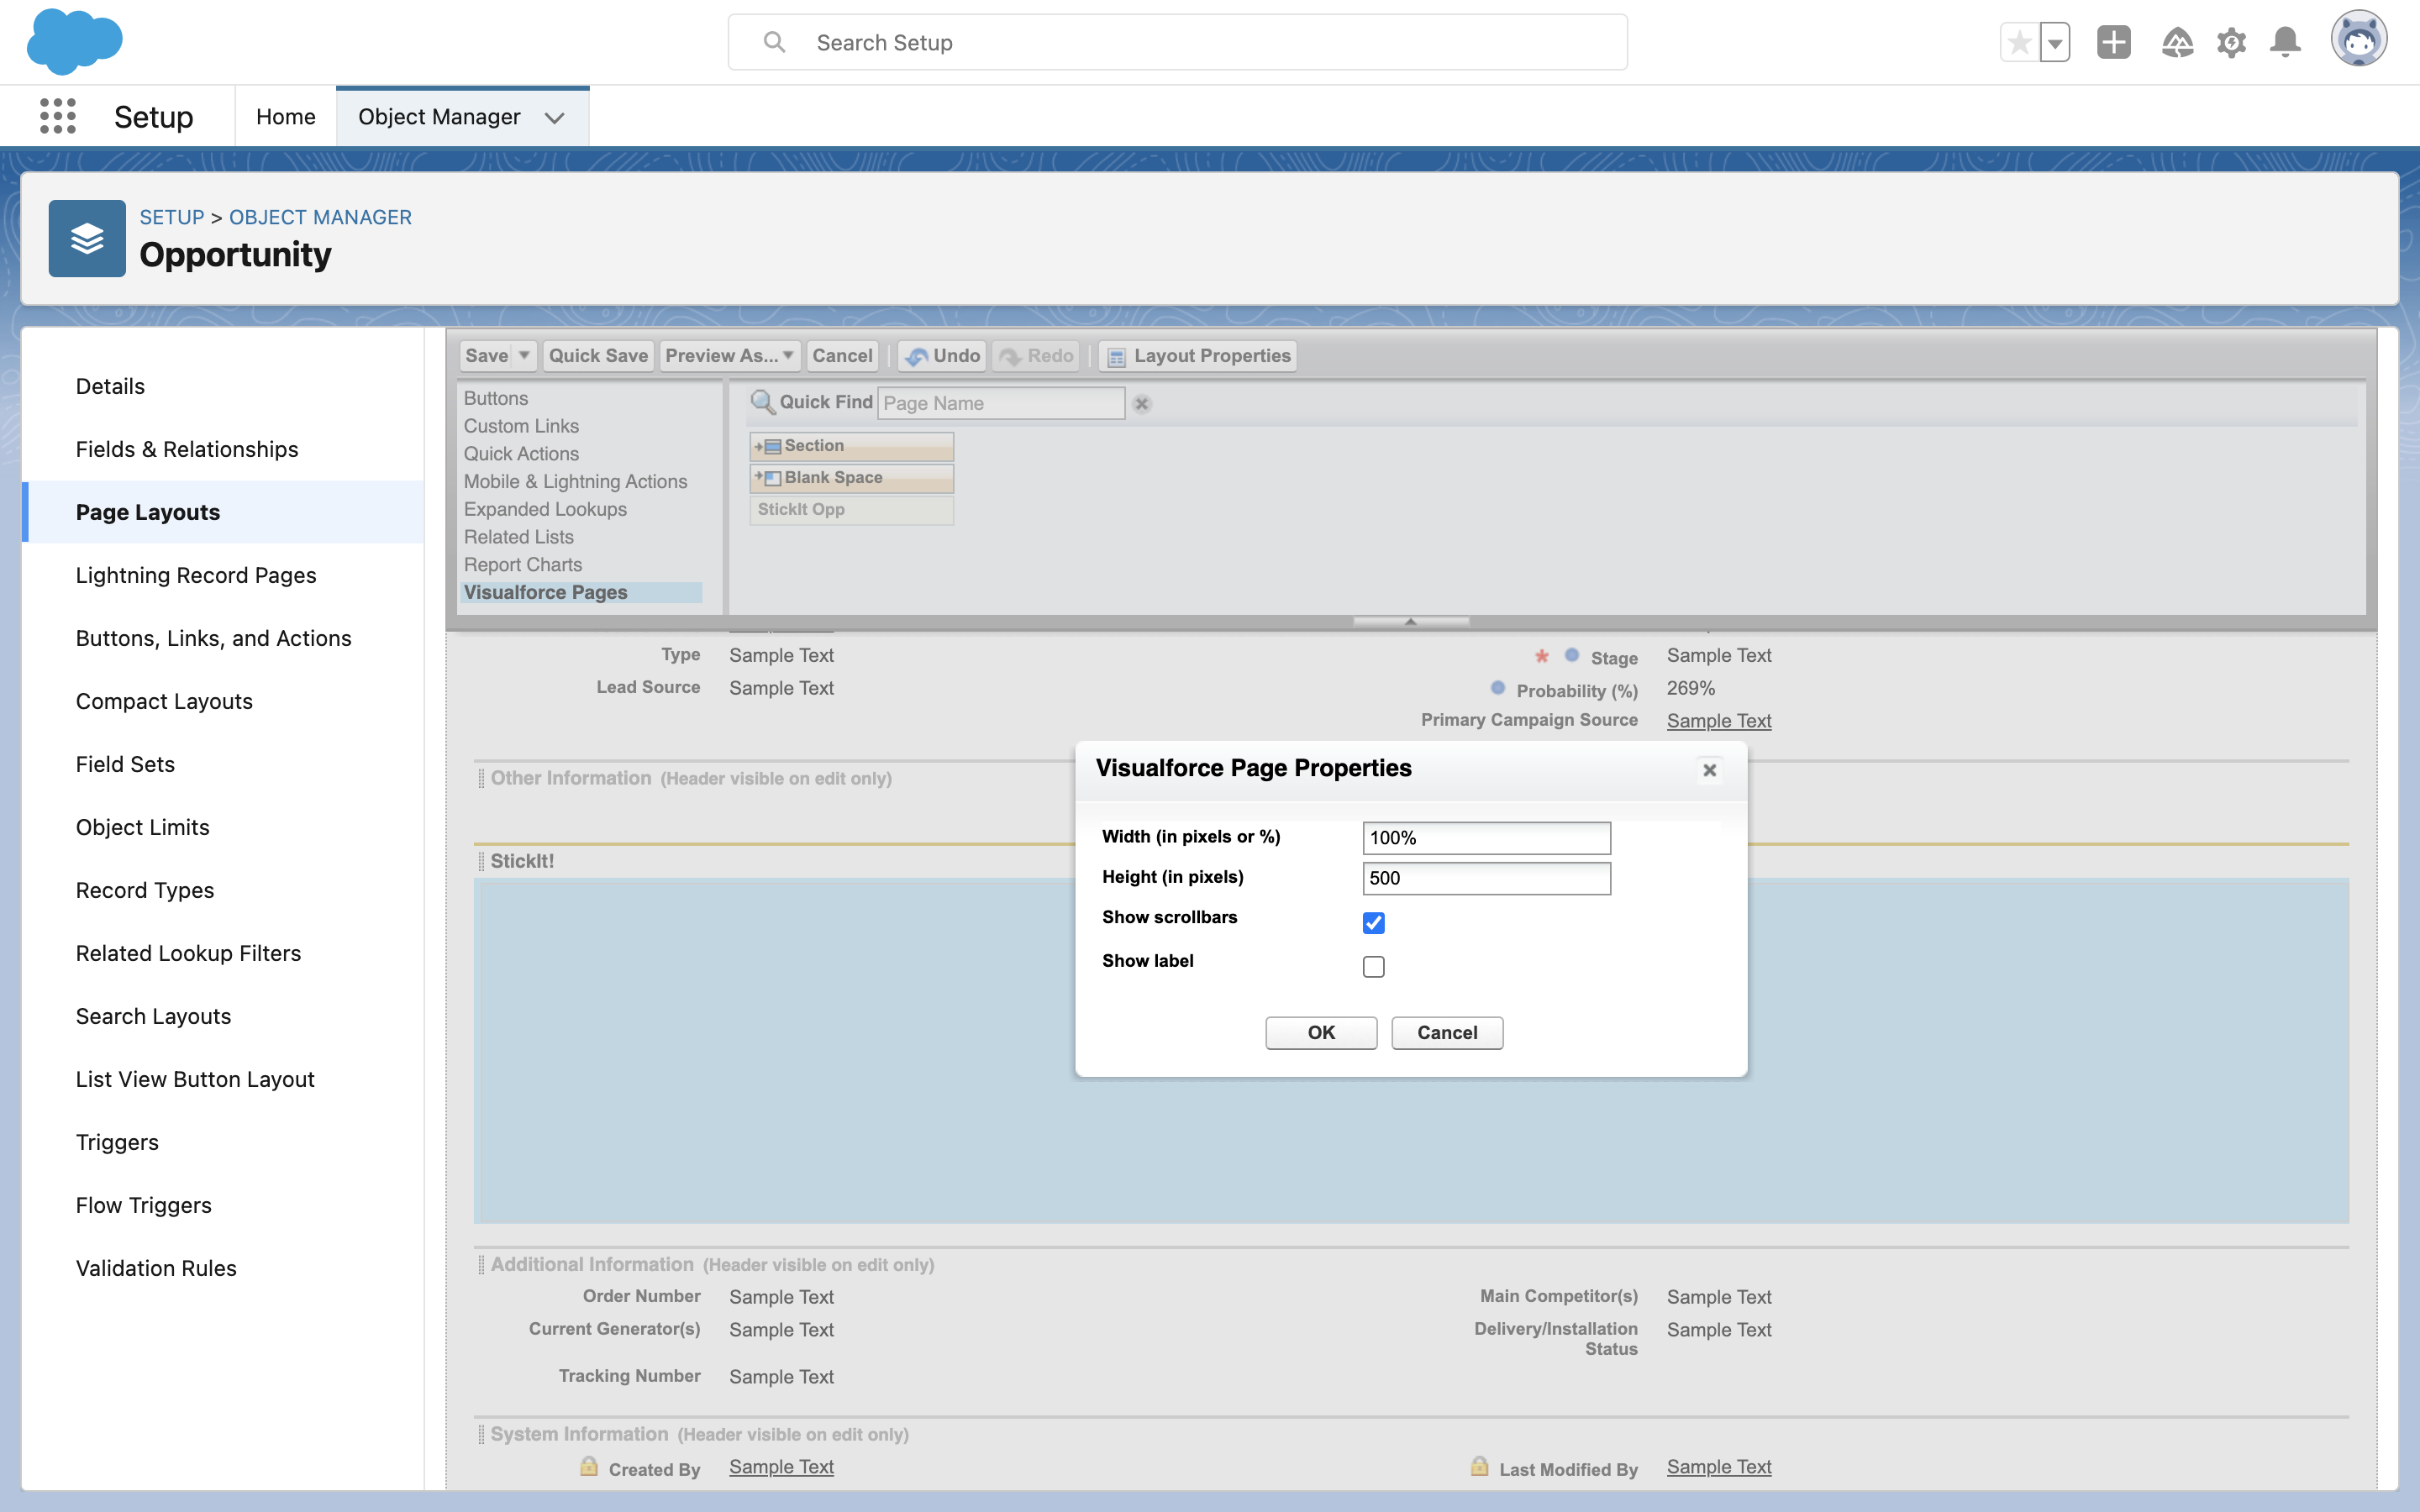 Search Setup
Setup
Home
Object Manager
SETUP > OBJECT MANAGER
Opportunity
Details
Fields & Relationships
Page Layouts
Lightning Record Pages
Buttons, Links, and Actions
Compact Layouts
Field Sets
Object Limits
Record Types
Related Lookup Filters
Search Layouts
List View Button Layout
Triggers
Flow Triggers
Validation Rules
Save
Quick Save
Preview As...
Cancel
Undo
Redo
Layout Properties
Buttons
Custom Links
Quick Actions
Mobile & Lightning Actions
Expanded Lookups
Related Lists
Report Charts
Visualforce Pages
Quick Find
Page Name
Section
Blank Space
StickIt Opp
Type Sample Text
* Stage Sample Text
Lead Source Sample Text
Probability (%) 269%
Primary Campaign Source Sample Text
Other Information (Header visible on edit only)
StickIt!
Visualforce Page Properties
Width (in pixels or %) 100%
Height (in pixels) 500
Show scrollbars
Show label
OK
Cancel
Additional Information (Header visible on edit only)
Order Number Sample Text
Main Competitor(s) Sample Text
Current Generator(s) Sample Text
Delivery/Installation Status Sample Text
Tracking Number Sample Text
System Information (Header visible on edit only)
Created By Sample Text
Last Modified By Sample Text